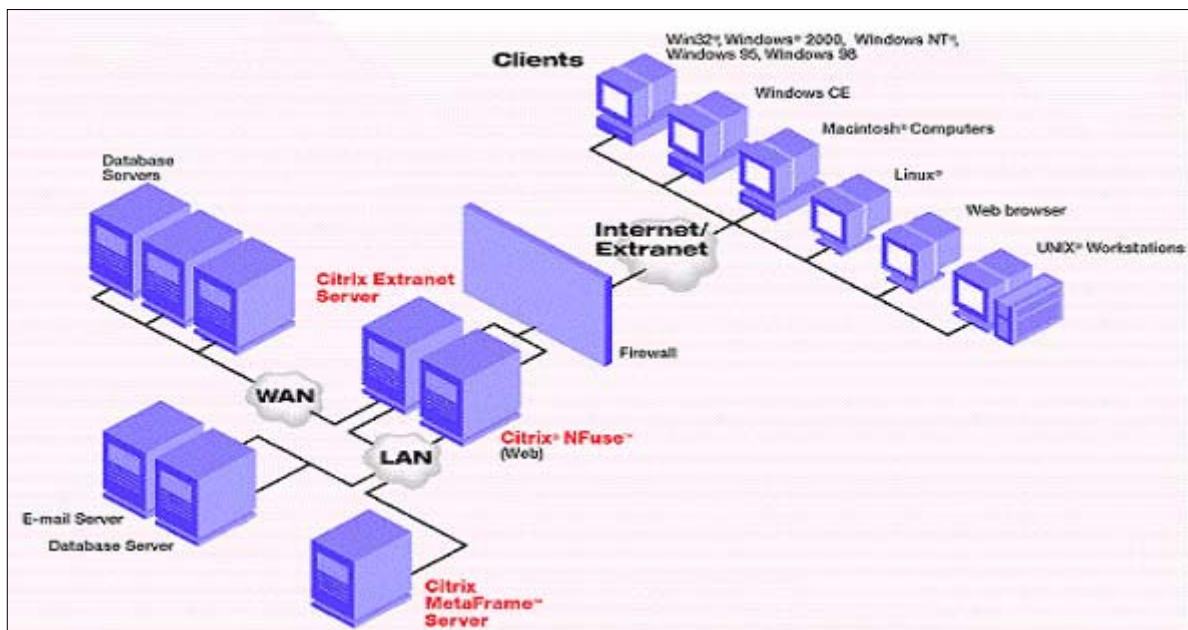 Clients
Win32®, Windows® 2000, Windows NT®,
Windows 95, Windows 98
Windows CE
Macintosh® Computers
Linux®
Web browser
UNIX® Workstations
Database
Servers
Internet/
Extranet
Citrix Extranet
Server
Firewall
WAN
Citrix® NFuse™
(Web)
LAN
E-mail Server
Database Server
Citrix
MetaFrame™
Server